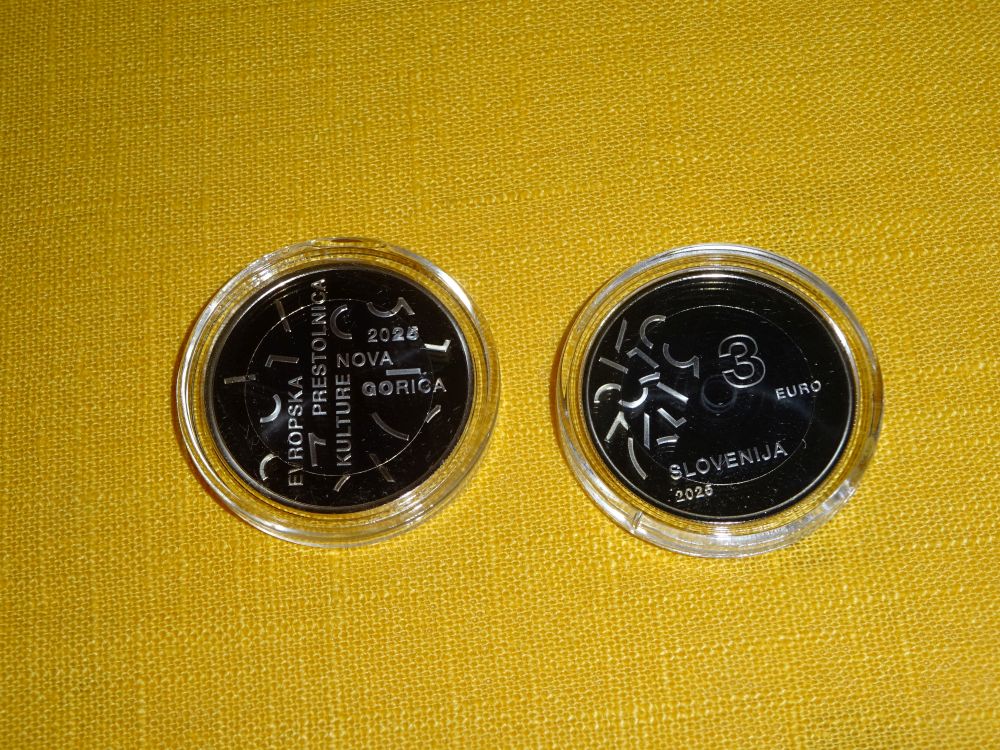 EVROPSKA
PRESTOLNICA
KULTURE
2025
NOVA
GORICA
3
EURO
SLOVENIJA
2025